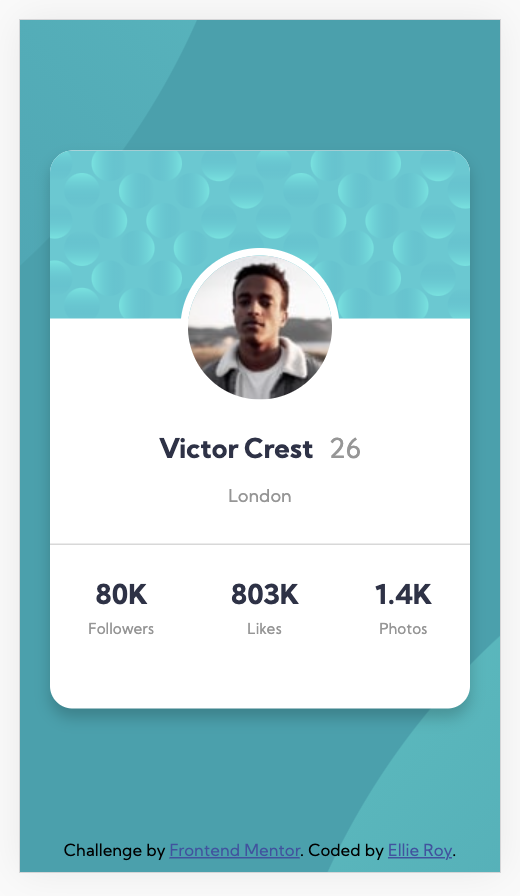 Victor Crest 26
London
80K 803K 1.4K
Followers Likes Photos
Challenge by Frontend Mentor. Coded by Ellie Roy.